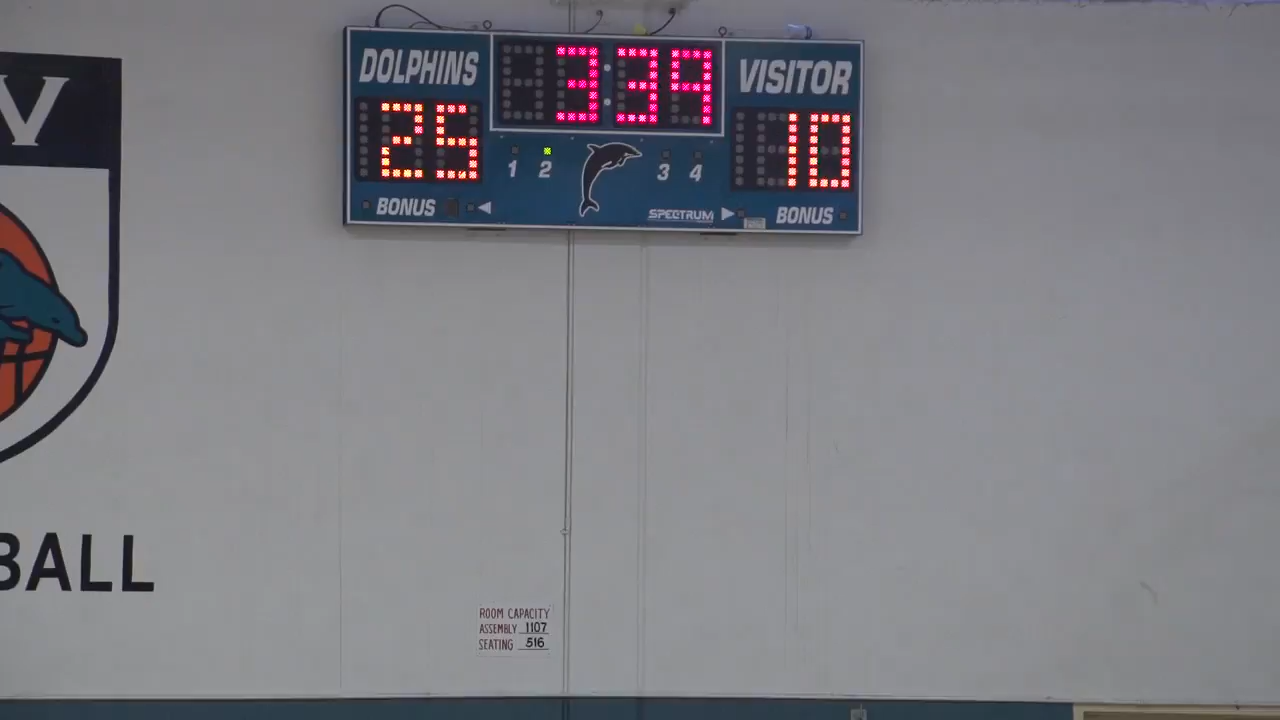 DOLPHINS 3:39 VISITOR
25 10
1 2 3 4
BONUS SPECTRUM BONUS
V
BALL
ROOM CAPACITY
ASSEMBLY 1107
SEATING 516